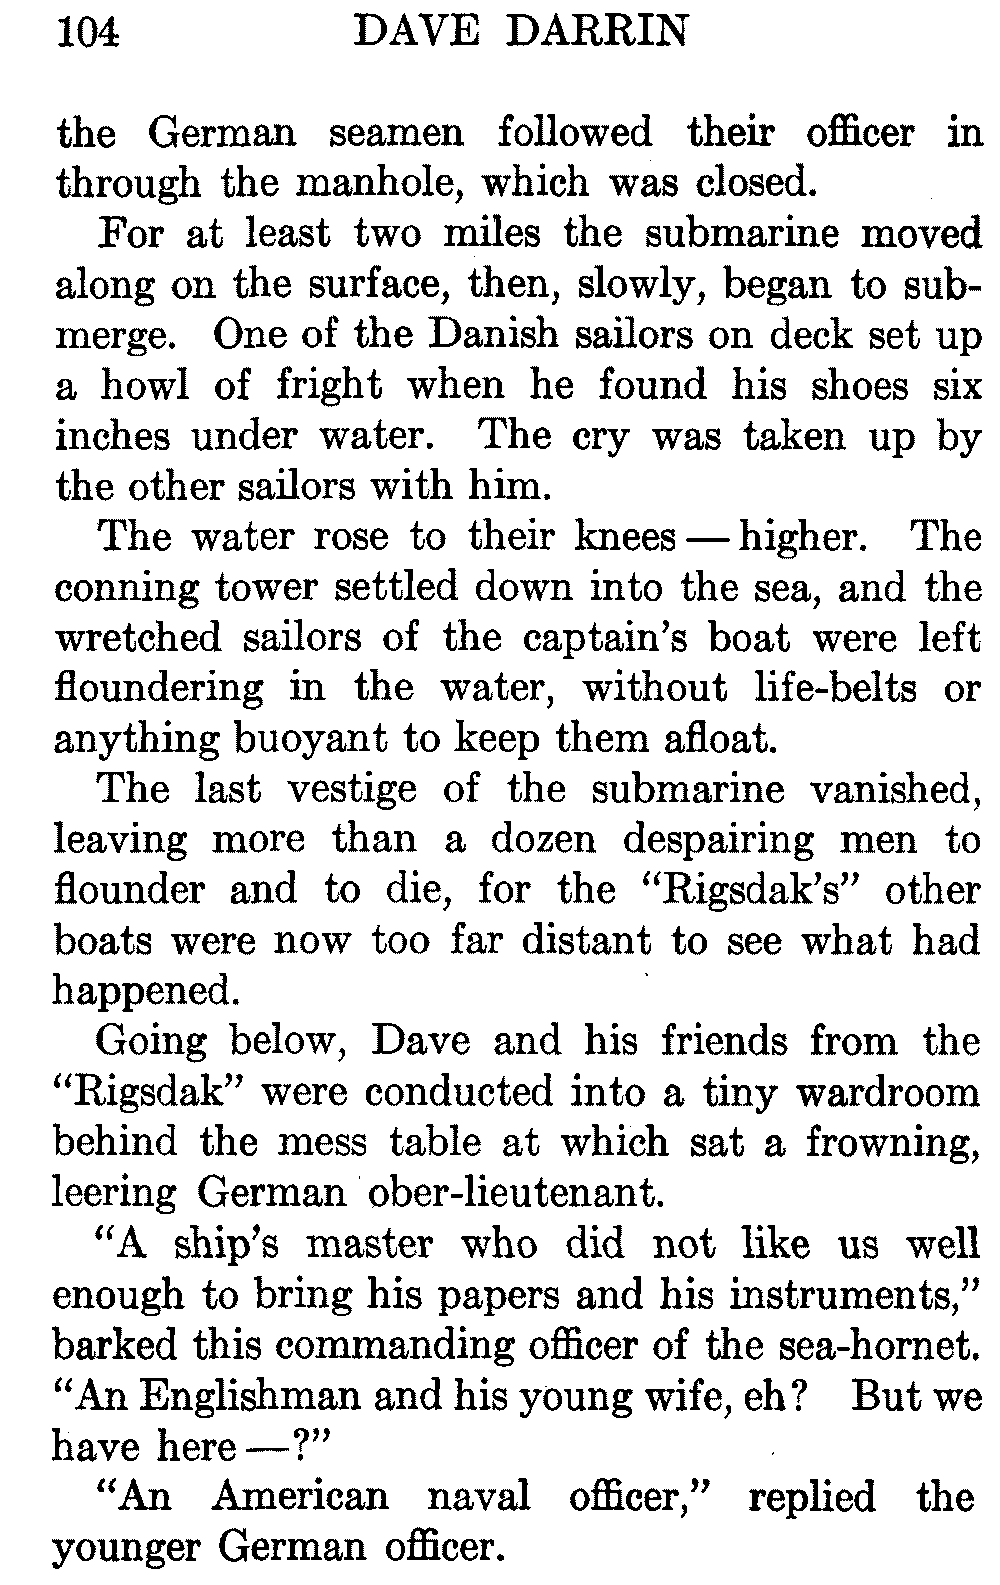 104 DAVE DARRIN
the German seamen followed their officer in
through the manhole, which was closed.
For at least two miles the submarine moved
along on the surface, then, slowly, began to sub-
merge. One of the Danish sailors on deck set up
a howl of fright when he found his shoes six
inches under water. The cry was taken up by
the other sailors with him.
The water rose to their knees — higher. The
conning tower settled down into the sea, and the
wretched sailors of the captain's boat were left
floundering in the water, without life-belts or
anything buoyant to keep them afloat.
The last vestige of the submarine vanished,
leaving more than a dozen despairing men to
flounder and to die, for the “Rigsdak's” other
boats were now too far distant to see what had
happened.
Going below, Dave and his friends from the
“Rigsdak” were conducted into a tiny wardroom
behind the mess table at which sat a frowning,
leering German ober-lieutenant.
“A ship's master who did not like us well
enough to bring his papers and his instruments,”
barked this commanding officer of the sea-hornet.
“An Englishman and his young wife, eh? But we
have here —?”
“An American naval officer,” replied the
younger German officer.